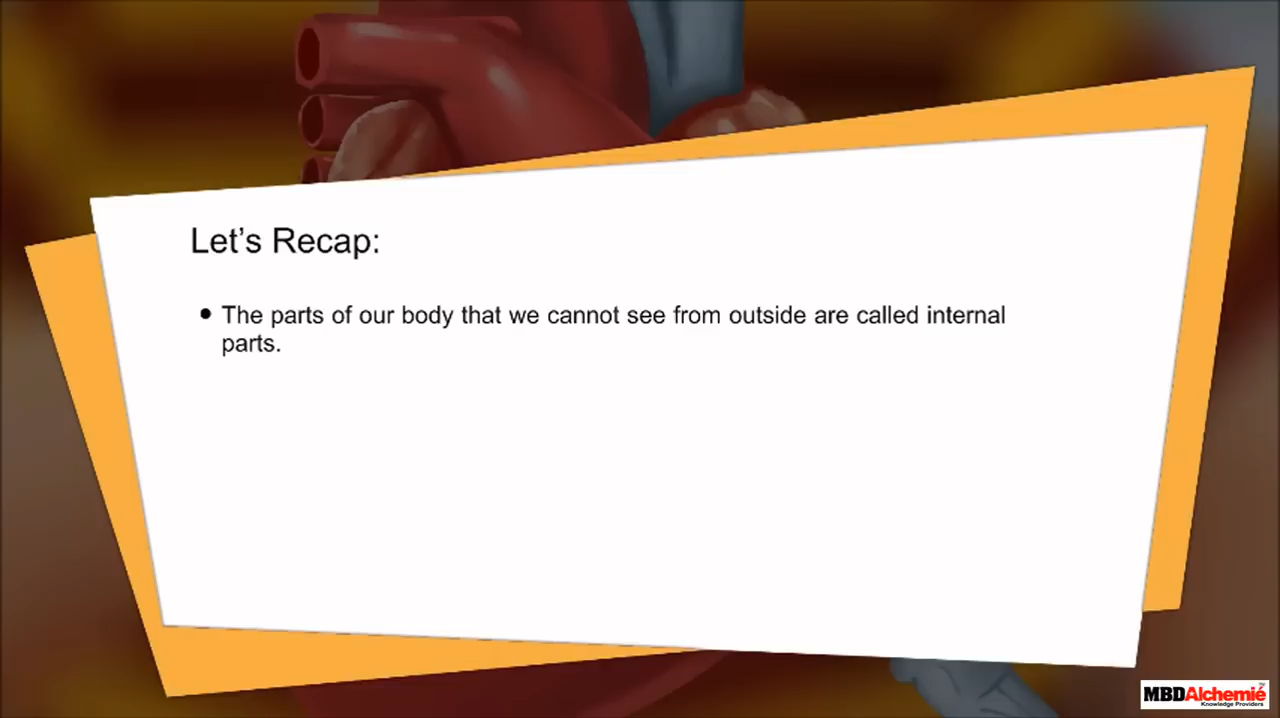 Let's Recap:
● The parts of our body that we cannot see from outside are called internal
parts.
MBDAlchemié
Knowledge Providers